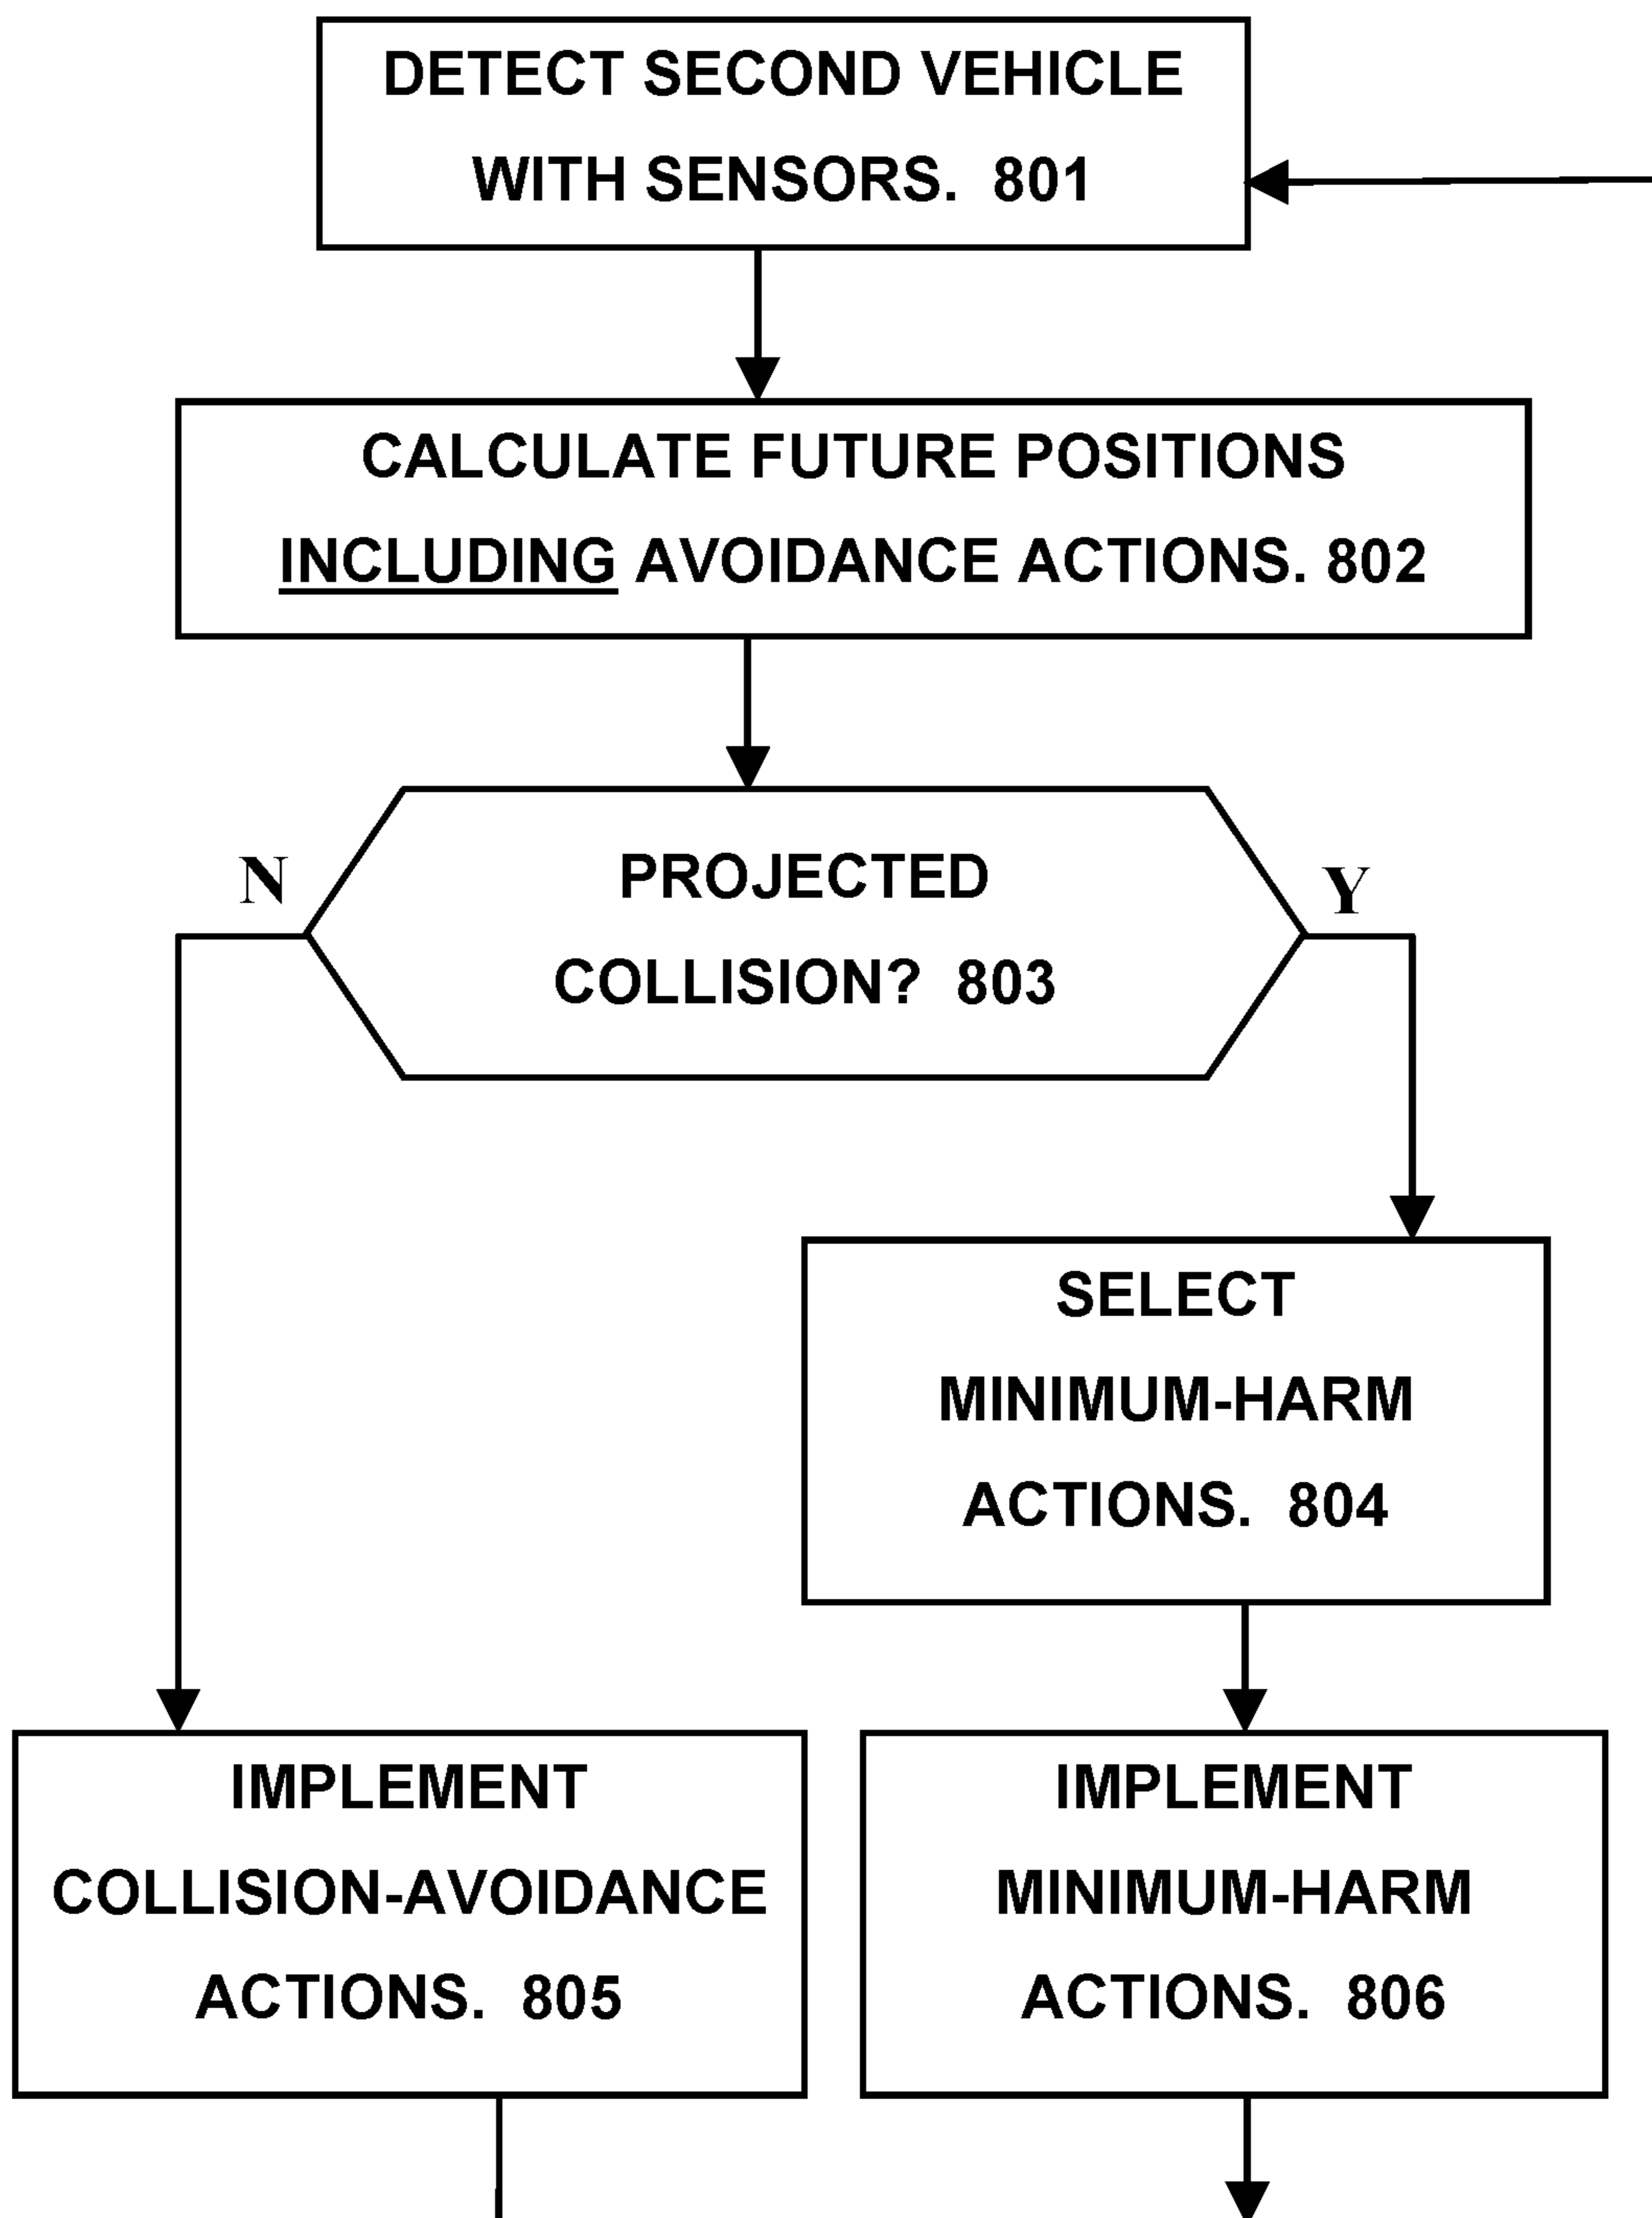 DETECT SECOND VEHICLE
WITH SENSORS. 801
CALCULATE FUTURE POSITIONS
INCLUDING AVOIDANCE ACTIONS. 802
N
Y
PROJECTED
COLLISION? 803
SELECT
MINIMUM-HARM
ACTIONS. 804
IMPLEMENT
COLLISION-AVOIDANCE
ACTIONS. 805
IMPLEMENT
MINIMUM-HARM
ACTIONS. 806